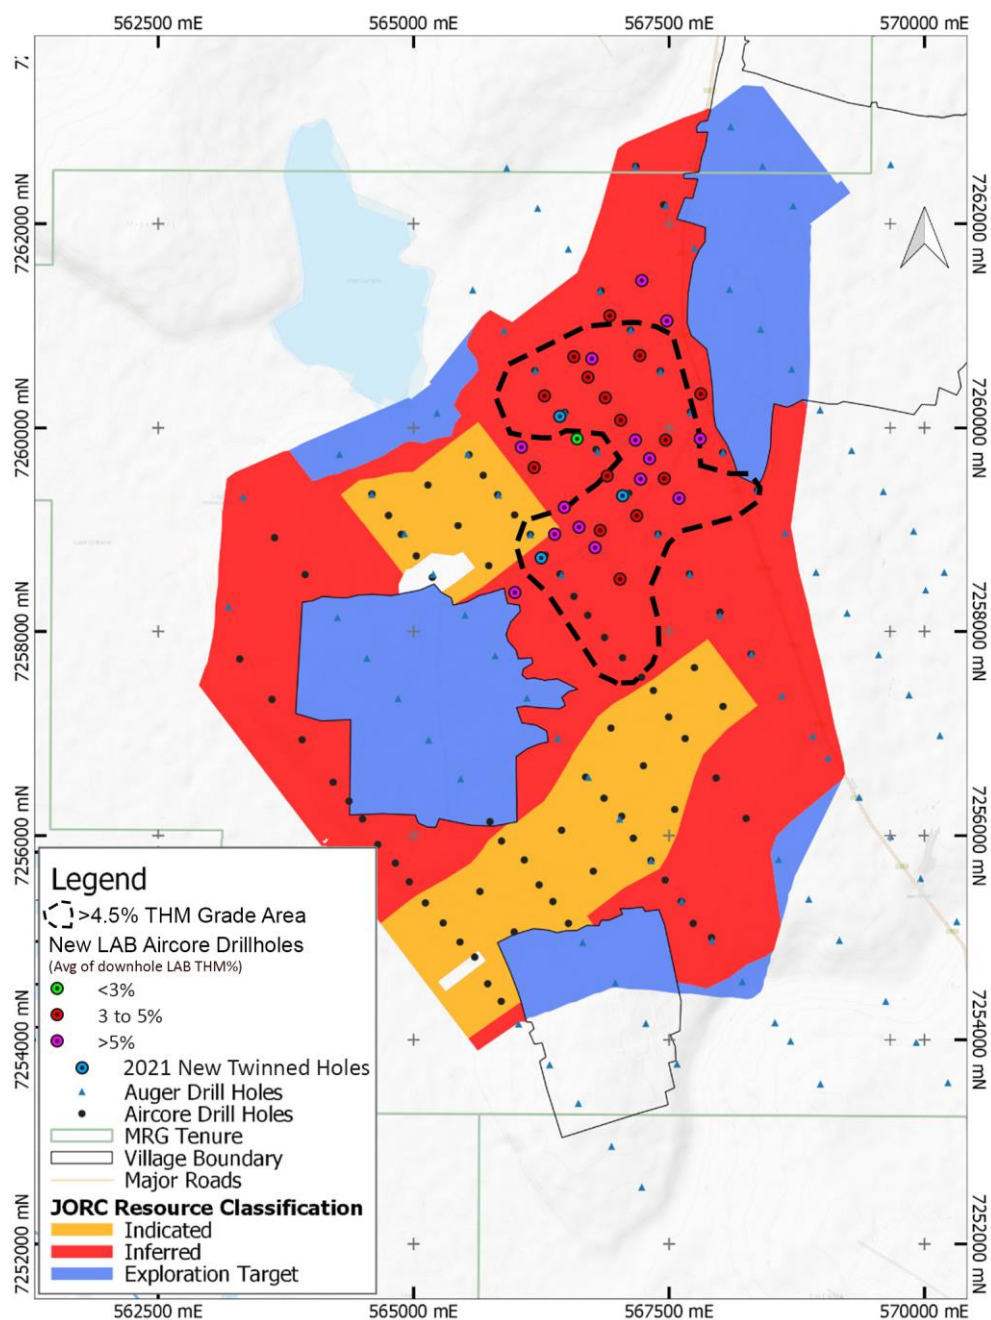 562500 mE
565000 mE
567500 mE
570000 mE
7262000 mN
7262000 mN
7260000 mN
7260000 mN
7258000 mN
7258000 mN
7256000 mN
7256000 mN
7254000 mN
7254000 mN
7252000 mN
7252000 mN
Legend
>4.5% THM Grade Area
New LAB Aircore Drillholes
(Avg of downhole LAB THM%)
<3%
3 to 5%
>5%
2021 New Twinned Holes
Auger Drill Holes
Aircore Drill Holes
MRG Tenure
Village Boundary
Major Roads
JORC Resource Classification
Indicated
Inferred
Exploration Target
562500 mE
565000 mE
567500 mE
570000 mE